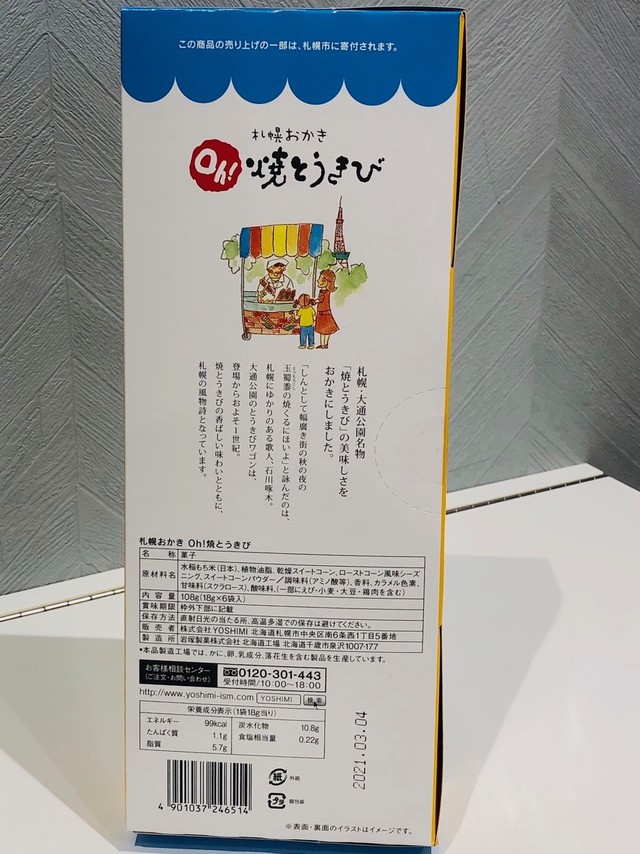 この商品の売り上げの一部は、札幌市に寄付されます。
札幌おかき
Oh!焼とうきび
札幌・大通公園名物
「焼とうきび」の美味しさを
おかきにしました。
「しんとして幅廣き街の秋の夜の
玉蜀黍の焼くるにほいよ」と詠んだのは、
札幌にゆかりのある歌人、石川啄木。
大通公園のとうきびワゴンは、
登場からおよそ1世紀。
焼とうきびの香ばしい味わいとともに、
札幌の風物詩となっています。
札幌おかき Oh!焼とうきび
名称 菓子
原材料名 水稲もち米(日本)、植物油脂、乾燥スイートコーン、ローストコーン風味シーズ
ニング、スイートコーンパウダー/調味料(アミノ酸等)、香料、カラメル色素、
甘味料(スクラロース)、酸味料、(一部にえび・小麦・大豆・鶏肉を含む)
内容量 108g(18g×6袋入)
賞味期限 枠外下部に記載
保存方法 直射日光の当たる所、高温多湿での保存は避けてください。
販売者 株式会社YOSHIMI 北海道札幌市中央区南6条西1丁目5番地
製造所 岩塚製菓株式会社 北海道工場 北海道千歳市泉沢1007-177
•本品製造工場では、かに、卵、乳成分、落花生を含む製品を生産しています。
お客様相談センター
(ご注文・お問い合わせ)
0120-301-443
受付時間/10:00～18:00
http://www.yoshimi-ism.com YOSHIMI 検索
栄養成分表示(1袋18g当り)
エネルギー 99kcal 炭水化物 10.8g
たんぱく質 1.1g 食塩相当量 0.22g
脂質 5.7g
2021.03.04
紙 外箱
プラ 個包装
4 901037 246514
※表面・裏面のイラストはイメージです。